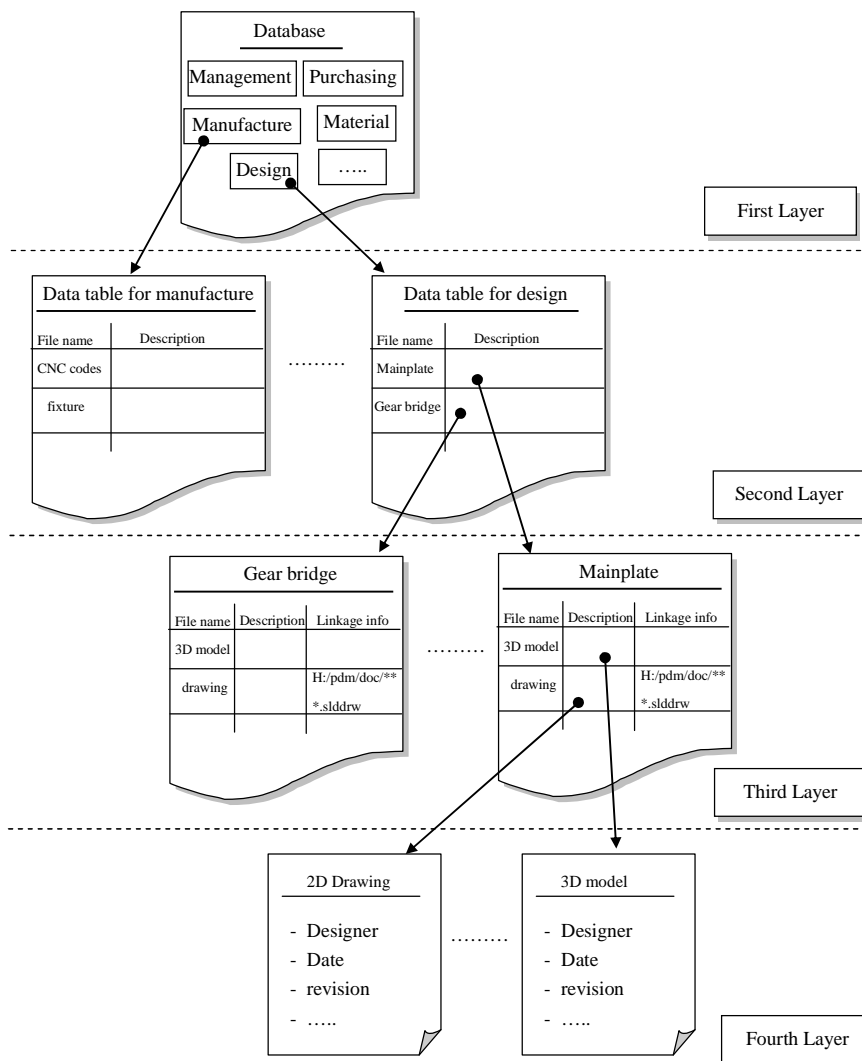 Database
Management Purchasing
Manufacture Material
Design …..
First Layer
Data table for manufacture
File name Description
CNC codes
fixture
………
Data table for design
File name Description
Mainplate
Gear bridge
Second Layer
Gear bridge
File name Description Linkage info
3D model
drawing H:/pdm/doc/**
*.slddrw
………
Mainplate
File name Description Linkage info
3D model
drawing H:/pdm/doc/**
*.slddrw
Third Layer
2D Drawing
- Designer
- Date
- revision
- …..
………
3D model
- Designer
- Date
- revision
- …..
Fourth Layer